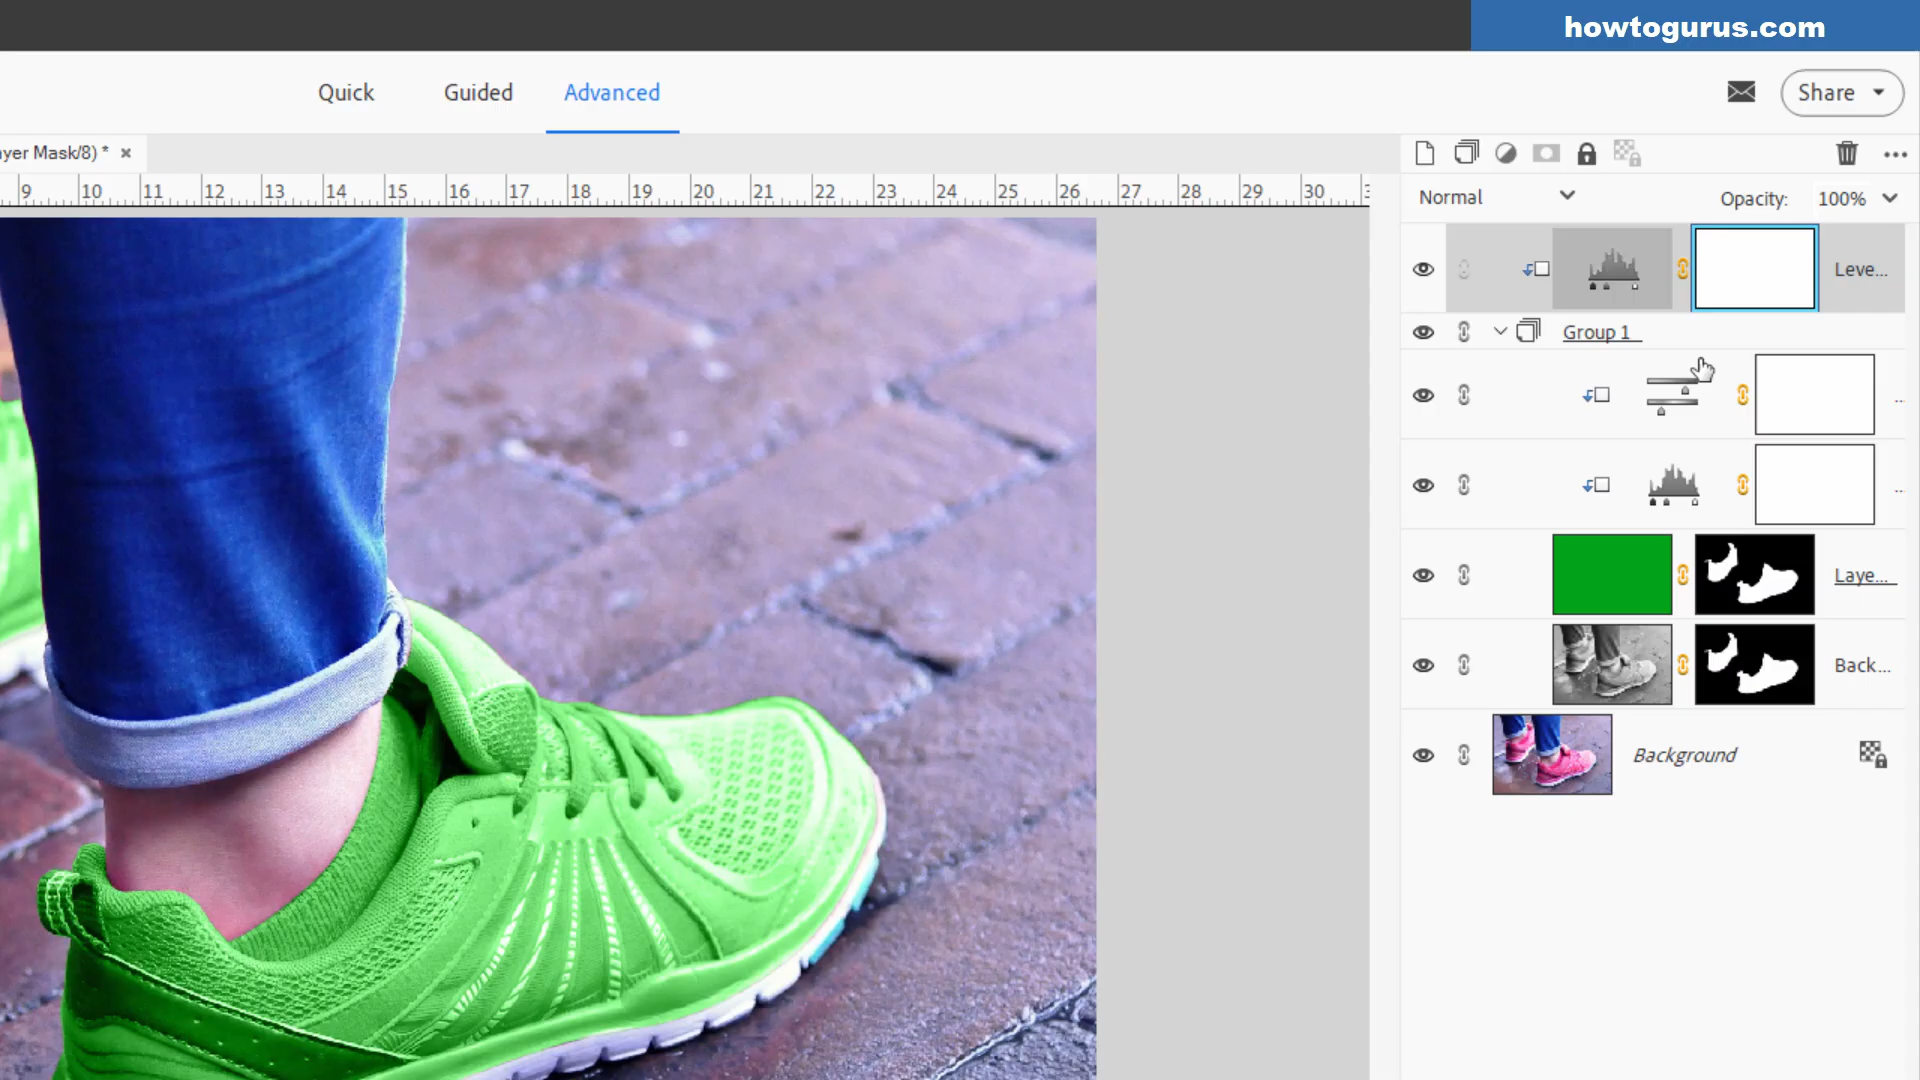 howtogurus.com
Quick Guided Advanced
Share
yer Mask/8) * ×
9 10 11 12 13 14 15 16 17 18 19 20 21 22 23 24 25 26 27 28 29 30
Normal Opacity: 100%
Leve...
Group 1
...
...
Laye...
Back...
Background